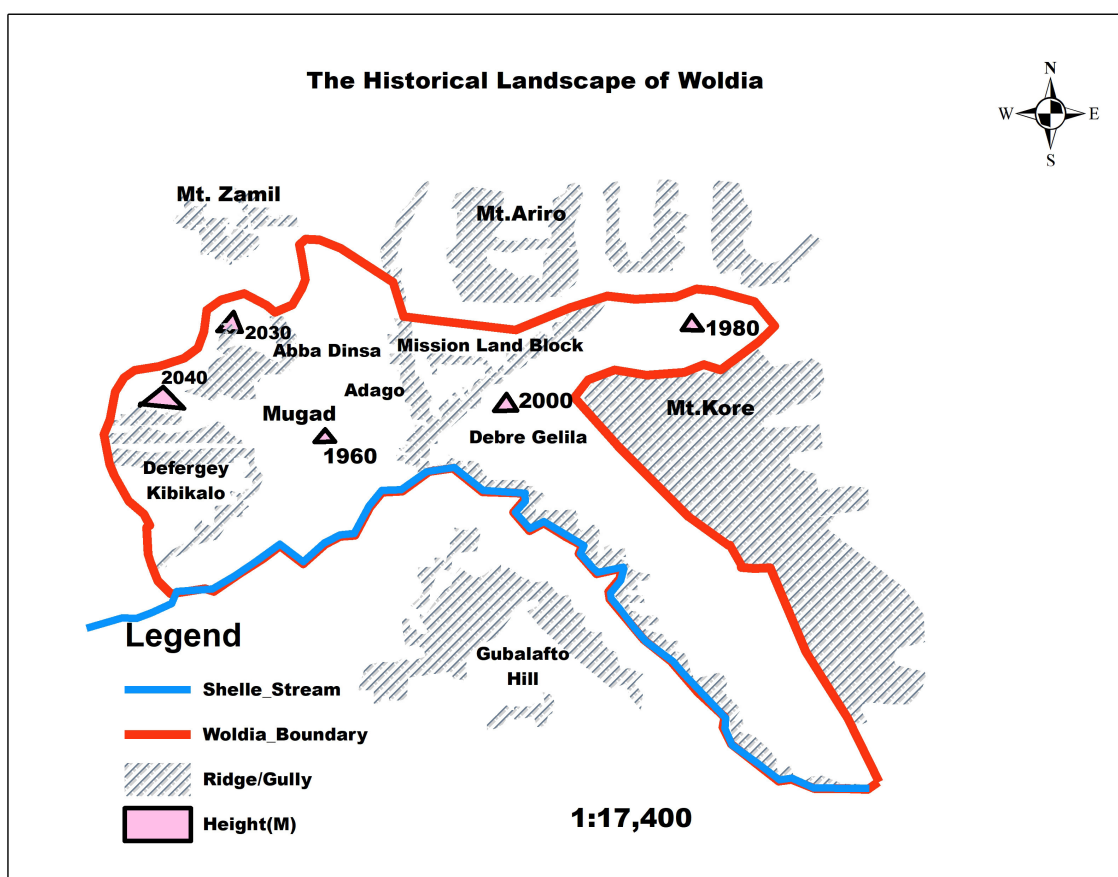 The Historical Landscape of Woldia
N
W
E
S
Mt. Zamil
Mt.Ariro
2030
1980
Abba Dinsa
Mission Land Block
2040
Adago
2000
Mt.Kore
Mugad
Debre Gelila
1960
Defergey
Kibikalo
Legend
Gubalafto
Hill
Shelle_Stream
Woldia_Boundary
Ridge/Gully
Height(M)
1:17,400